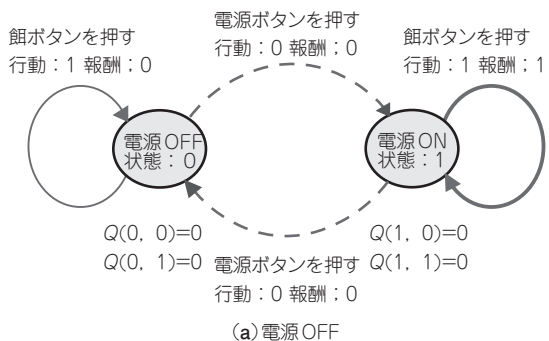 電源ボタンを押す
行動：0 報酬；0
餌ボタンを押す
行動：1 報酬；0
餌ボタンを押す
行動：1 報酬；1
電源OFF
状態：0
電源ON
状態：1
Q(0, 0)=0
Q(0, 1)=0
Q(1, 0)=0
Q(1, 1)=0
電源ボタンを押す
行動：0 報酬；0
(a)電源OFF